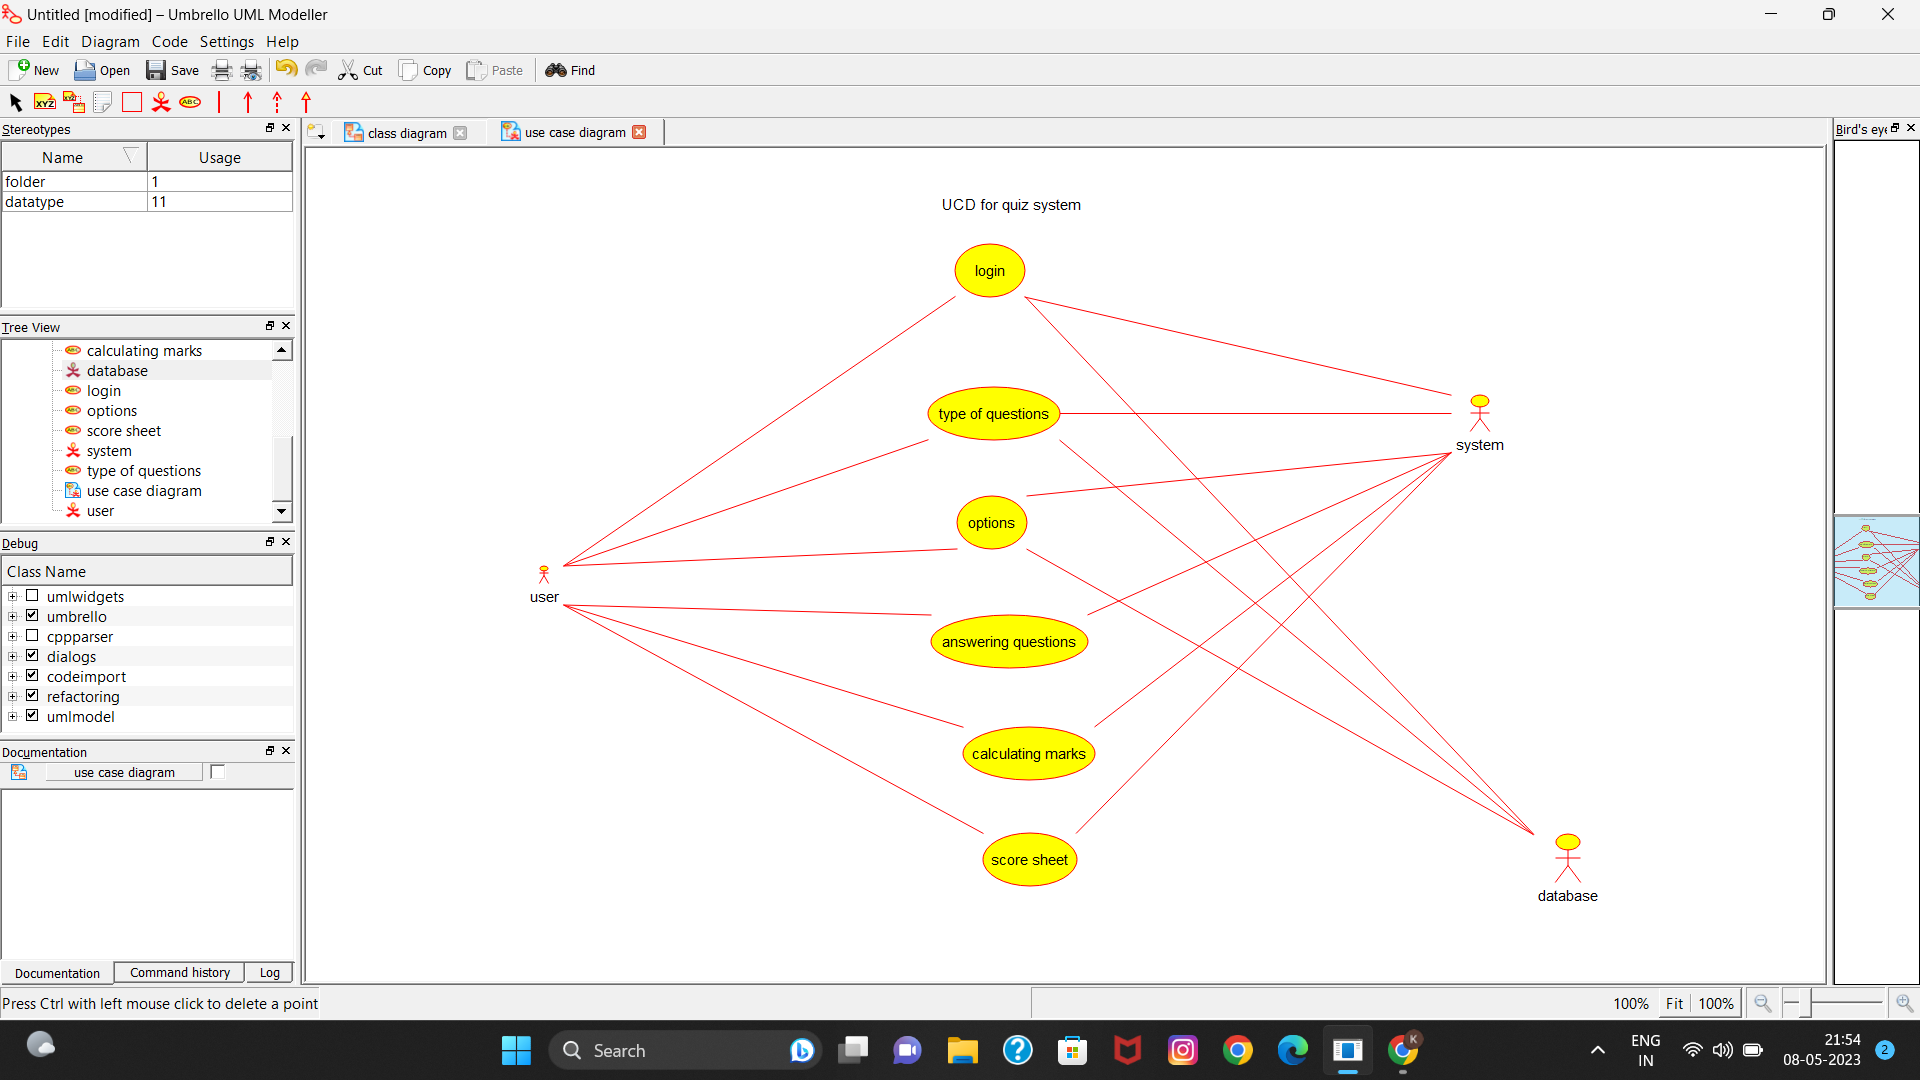 Untitled [modified] – Umbrello UML Modeller
File Edit Diagram Code Settings Help
New Open Save Cut Copy Paste Find
XYZ XYZ ABC
Stereotypes
Name Usage
folder 1
datatype 11
Tree View
calculating marks
database
login
options
score sheet
system
type of questions
use case diagram
user
Debug
Class Name
umlwidgets
umbrello
cppparser
dialogs
codeimport
refactoring
umlmodel
Documentation
use case diagram
Documentation Command history Log
Press Ctrl with left mouse click to delete a point
class diagram use case diagram
UCD for quiz system
login
type of questions
system
options
user
answering questions
calculating marks
score sheet
database
Bird's eye
100% Fit 100%
Search
K
ENG
IN
21:54
08-05-2023
2